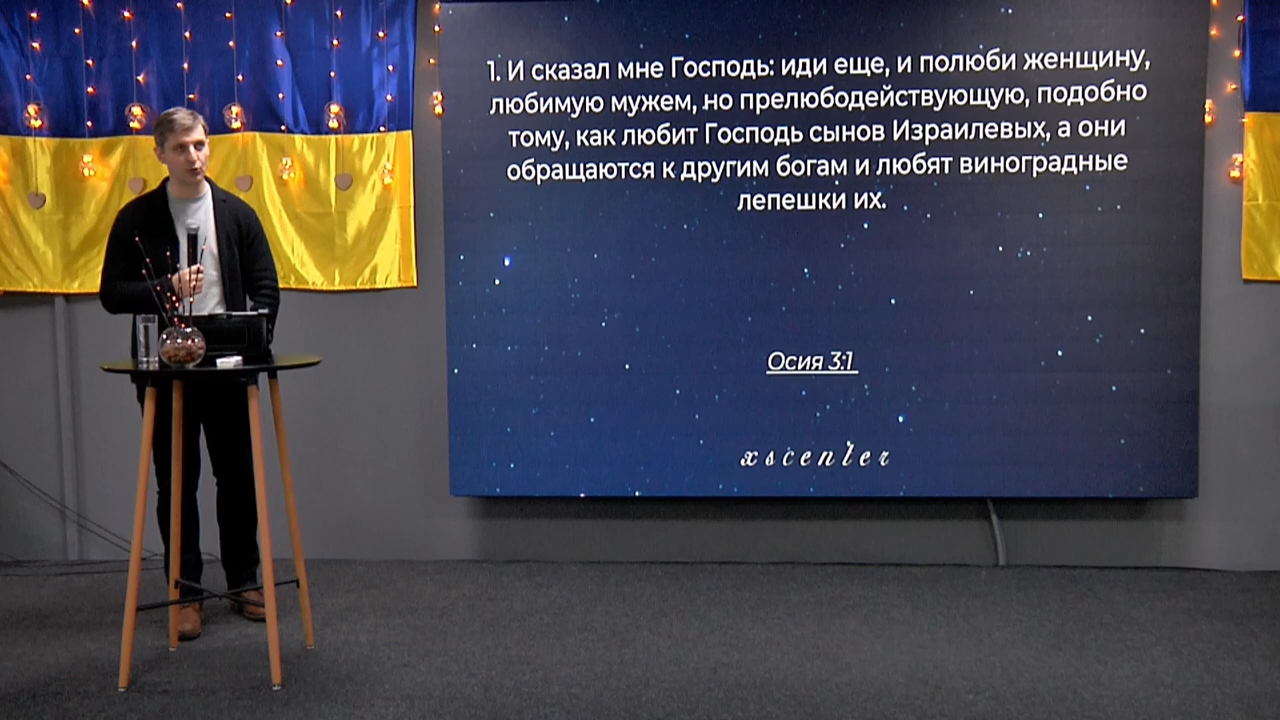 1. И сказал мне Господь: иди еще, и полюби женщину,
любимую мужем, но прелюбодействующую, подобно
тому, как любит Господь сынов Израилевых, а они
обращаются к другим богам и любят виноградные
лепешки их.
Осия 3:1
xscenter